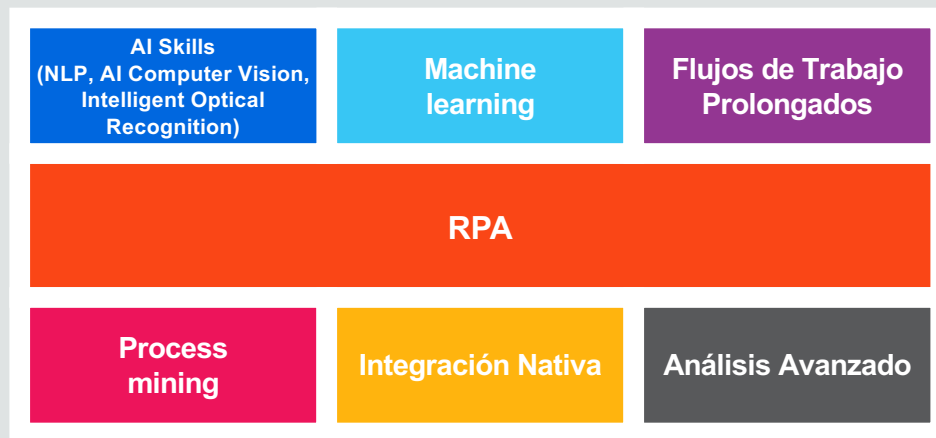 AI Skills
(NLP, AI Computer Vision,
Intelligent Optical
Recognition)
Machine
learning
Flujos de Trabajo
Prolongados
RPA
Process
mining
Integración Nativa
Análisis Avanzado